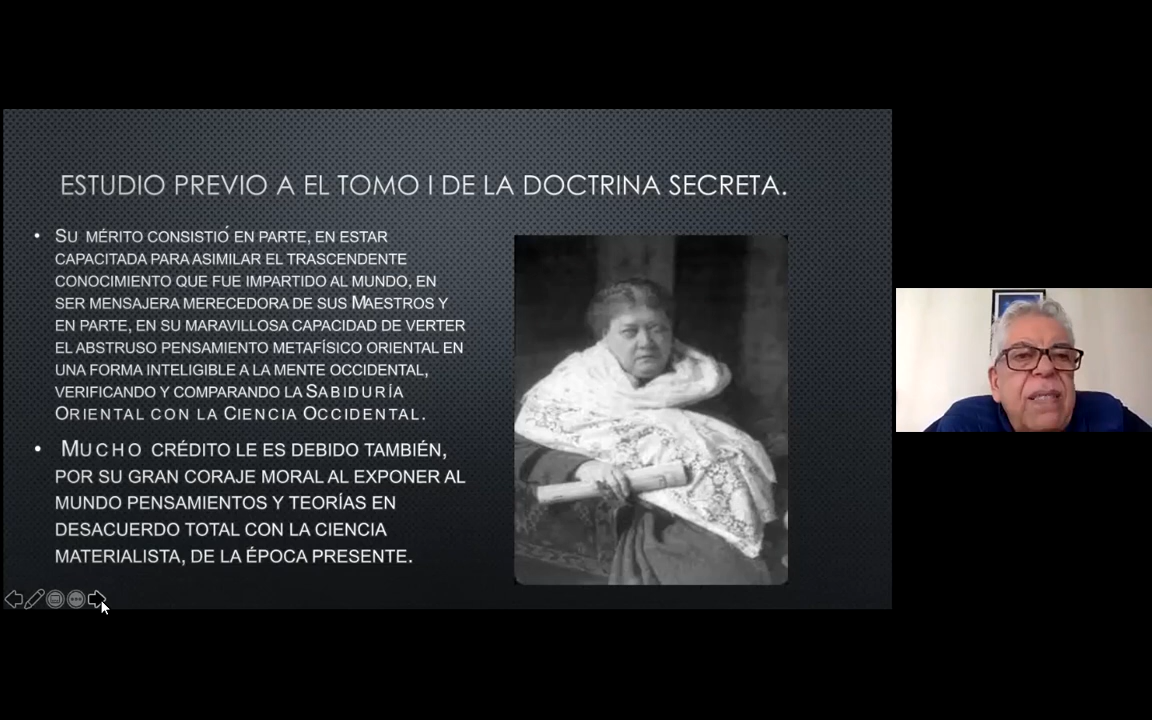 ESTUDIO PREVIO A EL TOMO I DE LA DOCTRINA SECRETA.
• SU MÉRITO CONSISTIÓ EN PARTE, EN ESTAR
CAPACITADA PARA ASIMILAR EL TRASCENDENTE
CONOCIMIENTO QUE FUE IMPARTIDO AL MUNDO, EN
SER MENSAJERA MERECEDORA DE SUS MAESTROS Y
EN PARTE, EN SU MARAVILLOSA CAPACIDAD DE VERTER
EL ABSTRUSO PENSAMIENTO METAFÍSICO ORIENTAL EN
UNA FORMA INTELIGIBLE A LA MENTE OCCIDENTAL,
VERIFICANDO Y COMPARANDO LA SABIDURÍA
ORIENTAL CON LA CIENCIA OCCIDENTAL.
• MUCHO CRÉDITO LE ES DEBIDO TAMBIÉN,
POR SU GRAN CORAJE MORAL AL EXPONER AL
MUNDO PENSAMIENTOS Y TEORÍAS EN
DESACUERDO TOTAL CON LA CIENCIA
MATERIALISTA, DE LA ÉPOCA PRESENTE.